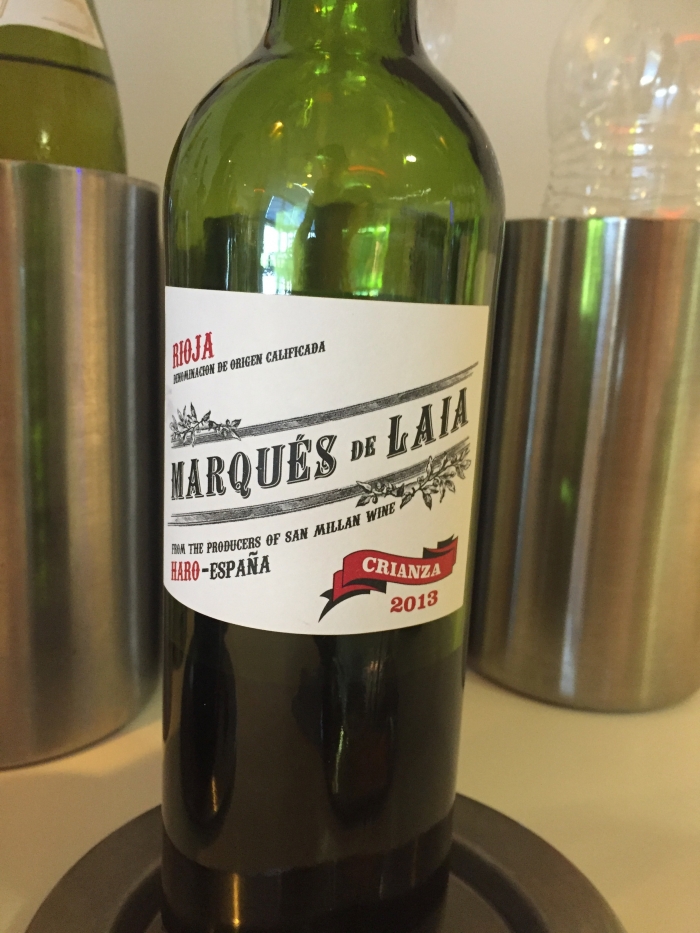 RIOJA
DENOMINACION DE ORIGEN CALIFICADA
MARQUÉS DE LAIA
FROM THE PRODUCERS OF SAN MILLAN WINE
HARO-ESPAÑA
CRIANZA
2013